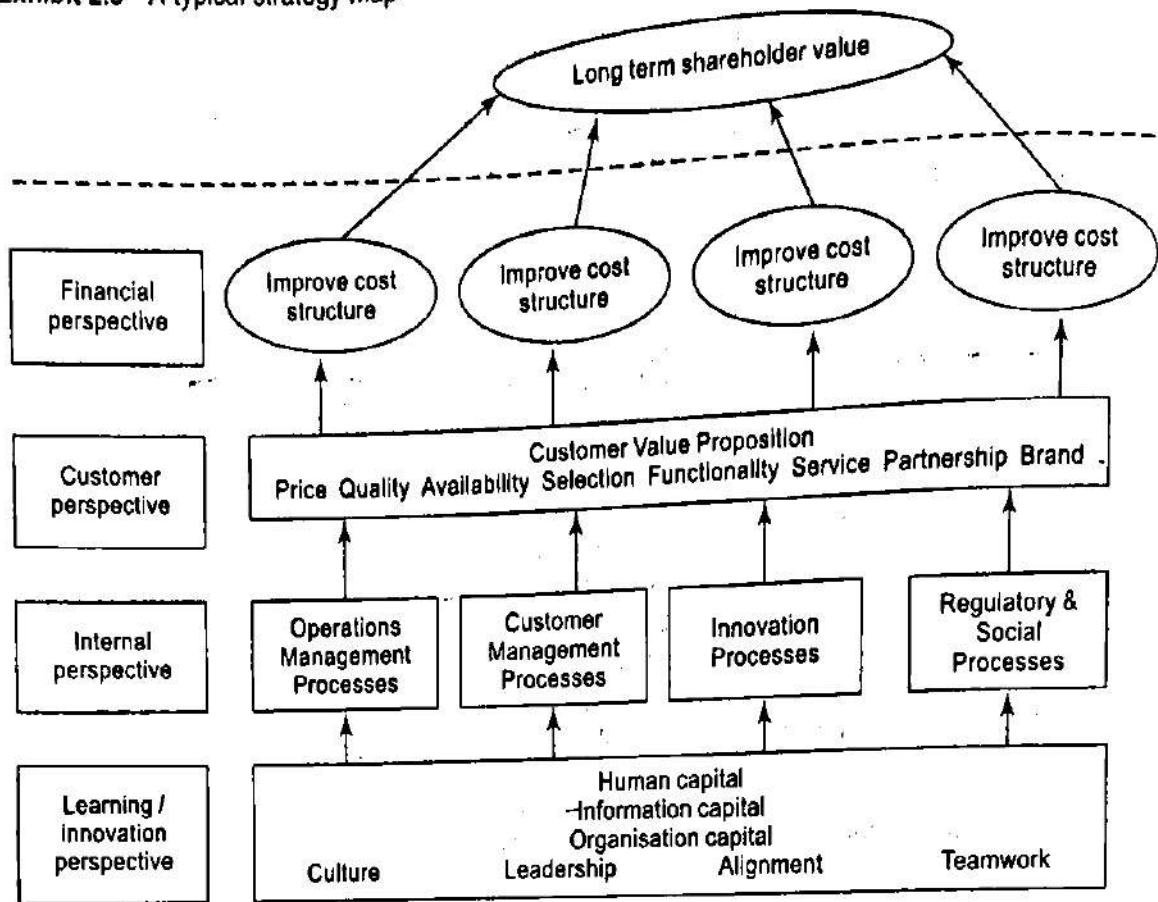 A typical strategy map
Long term shareholder value
Financial
perspective
Improve cost
structure
Improve cost
structure
Improve cost
structure
Improve cost
structure
Customer
perspective
Customer Value Proposition
Price Quality Availability Selection Functionality Service Partnership Brand
Internal
perspective
Operations
Management
Processes
Customer
Management
Processes
Innovation
Processes
Regulatory &
Social
Processes
Learning /
innovation
perspective
Human capital
Information capital
Organisation capital
Culture Leadership Alignment Teamwork